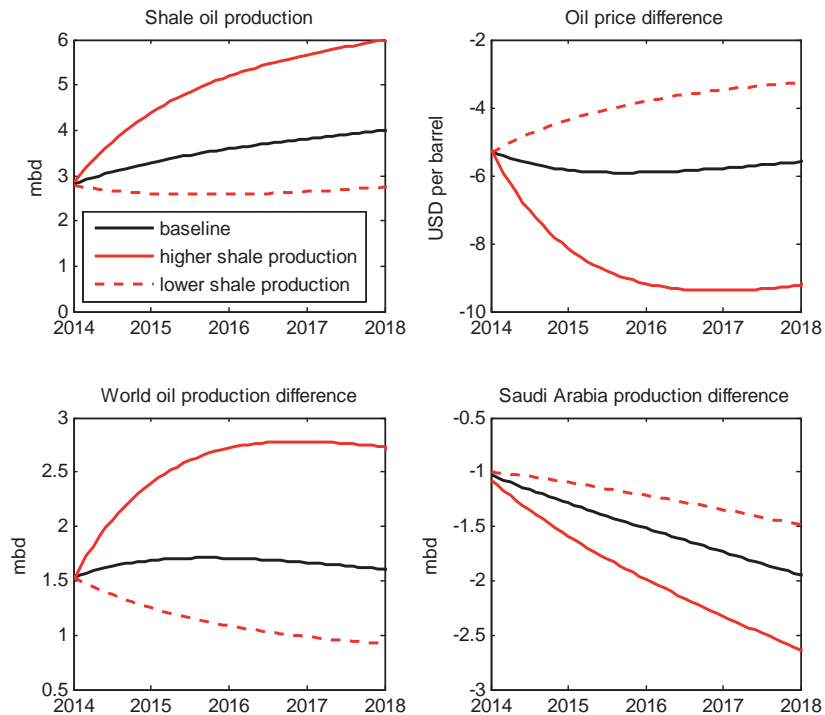 Shale oil production
6
5
4
3
2
1
0
mbd
baseline
higher shale production
lower shale production
2014 2015 2016 2017 2018
Oil price difference
-2
-4
-6
-8
-10
USD per barrel
2014 2015 2016 2017 2018
World oil production difference
3
2.5
2
1.5
1
0.5
mbd
2014 2015 2016 2017 2018
Saudi Arabia production difference
-0.5
-1
-1.5
-2
-2.5
-3
mbd
2014 2015 2016 2017 2018